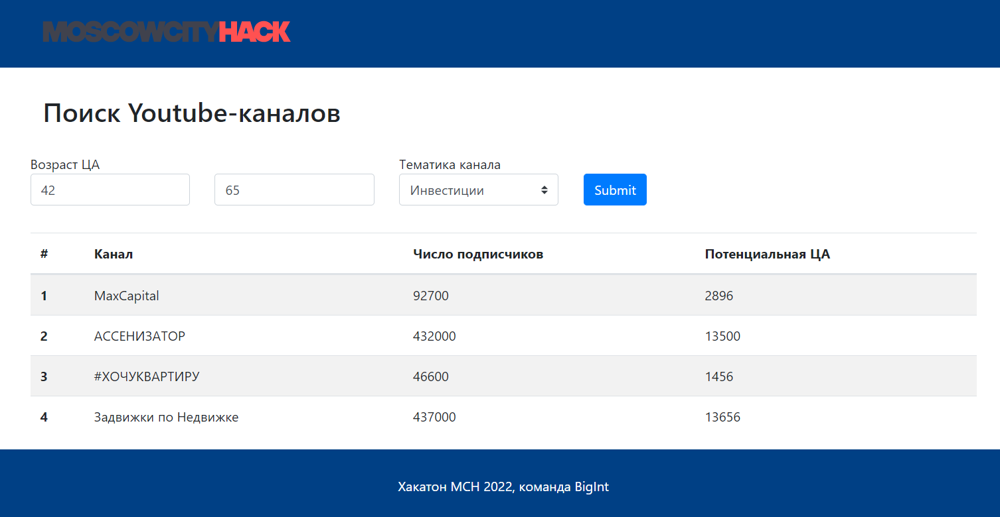 MOSCOWCITYHACK
Поиск Youtube-каналов
Возраст ЦА Тематика канала
42 65 Инвестиции Submit
# Канал Число подписчиков Потенциальная ЦА
1 MaxCapital 92700 2896
2 АССЕНИЗАТОР 432000 13500
3 #ХОЧУКВАРТИРУ 46600 1456
4 Задвижки по Недвижке 437000 13656
Хакатон МСН 2022, команда BigInt